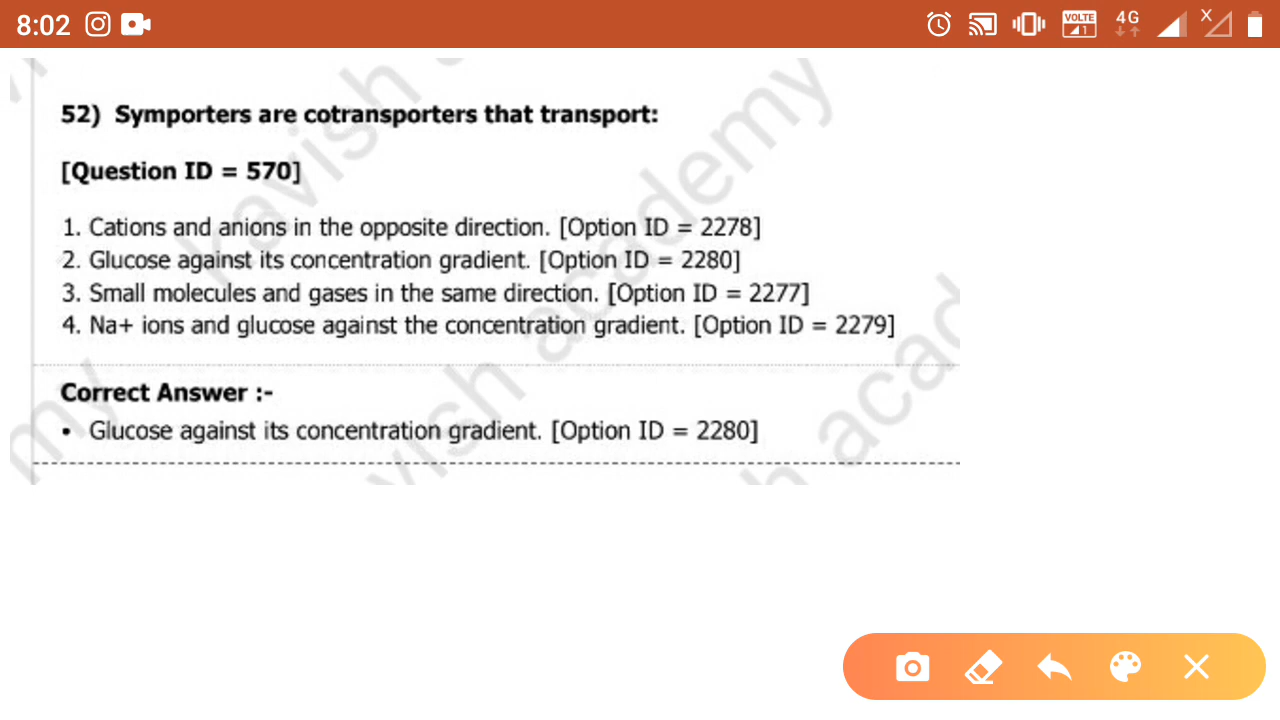 8:02
VOLTE
1
4G
X
52) Symporters are cotransporters that transport:
[Question ID = 570]
1. Cations and anions in the opposite direction. [Option ID = 2278]
2. Glucose against its concentration gradient. [Option ID = 2280]
3. Small molecules and gases in the same direction. [Option ID = 2277]
4. Na+ ions and glucose against the concentration gradient. [Option ID = 2279]
Correct Answer :-
• Glucose against its concentration gradient. [Option ID = 2280]
kavish academy